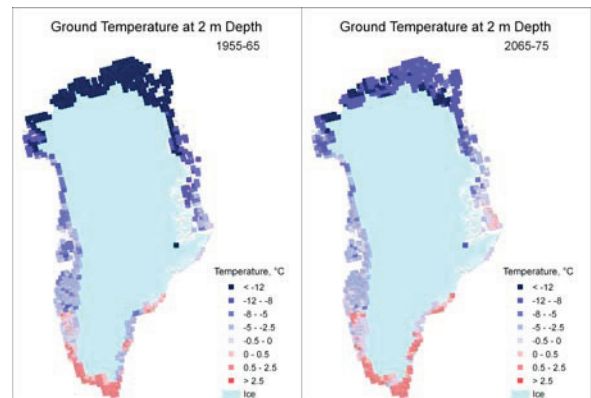 Ground Temperature at 2 m Depth
1955-65
Temperature, °C
< -12
-12 - -8
-8 - -5
-5 - -2.5
-0.5 - 0
0 - 0.5
0.5 - 2.5
> 2.5
Ice
Ground Temperature at 2 m Depth
2065-75
Temperature, °C
< -12
-12 - -8
-8 - -5
-5 - -2.5
-0.5 - 0
0 - 0.5
0.5 - 2.5
> 2.5
Ice